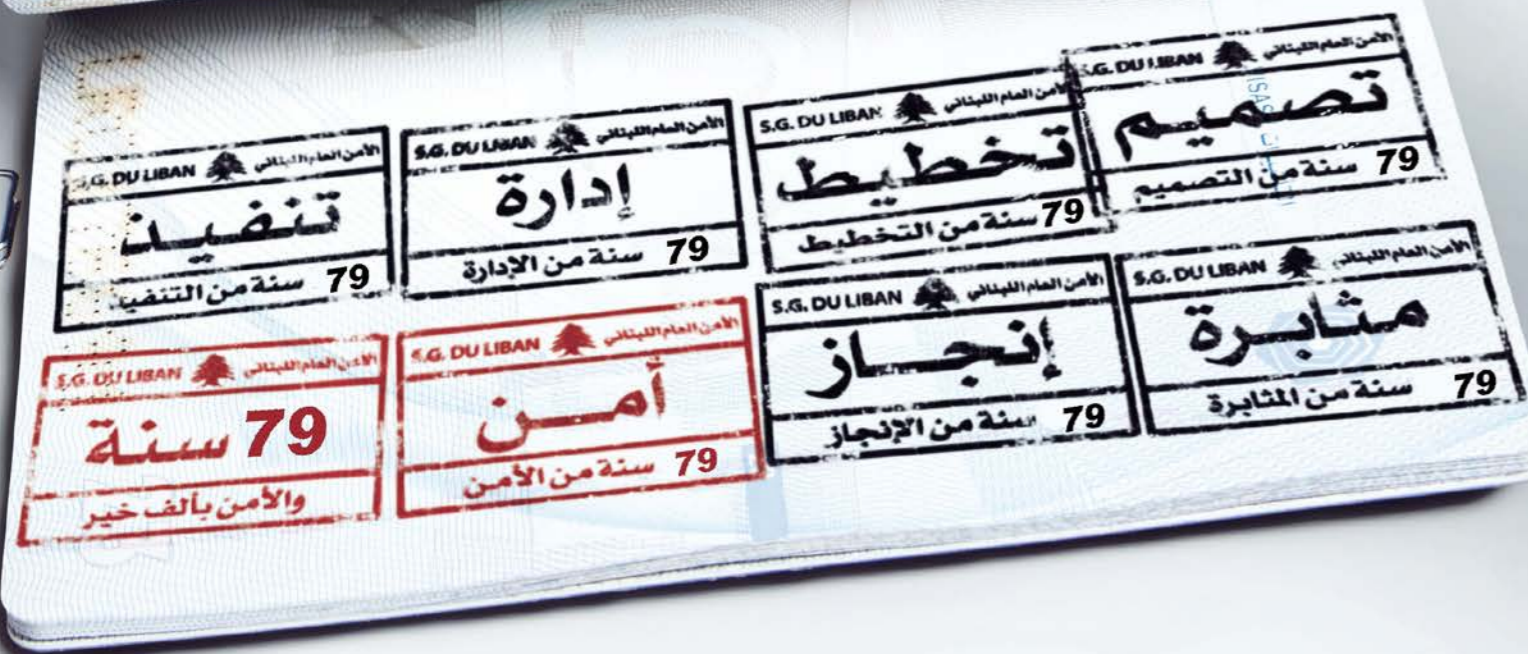 S.G. DU LIBAN الأمن العام اللبناني
تصميم
79 سنة من التصميم
S.G. DU LIBAN الأمن العام اللبناني
تخطيط
79 سنة من التخطيط
S.G. DU LIBAN الأمن العام اللبناني
إدارة
79 سنة من الإدارة
S.G. DU LIBAN الأمن العام اللبناني
تنفيذ
79 سنة من التنفيذ
S.G. DU LIBAN الأمن العام اللبناني
مثابرة
79 سنة من المثابرة
S.G. DU LIBAN الأمن العام اللبناني
إنجاز
79 سنة من الإنجاز
S.G. DU LIBAN الأمن العام اللبناني
أمن
79 سنة من الأمن
S.G. DU LIBAN الأمن العام اللبناني
79 سنة
والأمن بألف خير